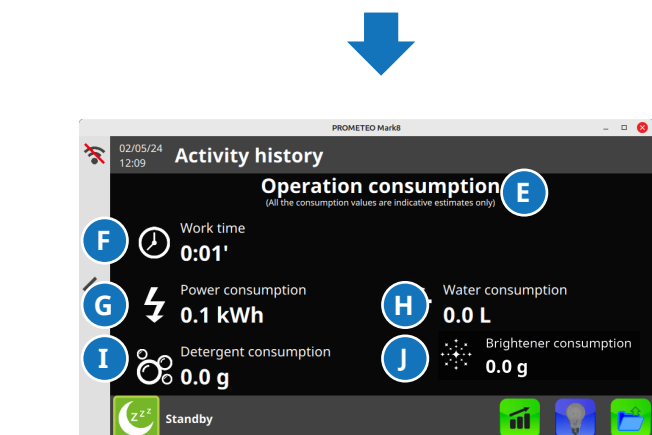 PROMETEO Mark8
02/05/24
12:09
Activity history
Operation consumption
E
(All the consumption values are indicative estimates only)
F
Work time
0:01'
G
Power consumption
0.1 kWh
H
Water consumption
0.0 L
I
Detergent consumption
0.0 g
J
Brightener consumption
0.0 g
zzz
Standby